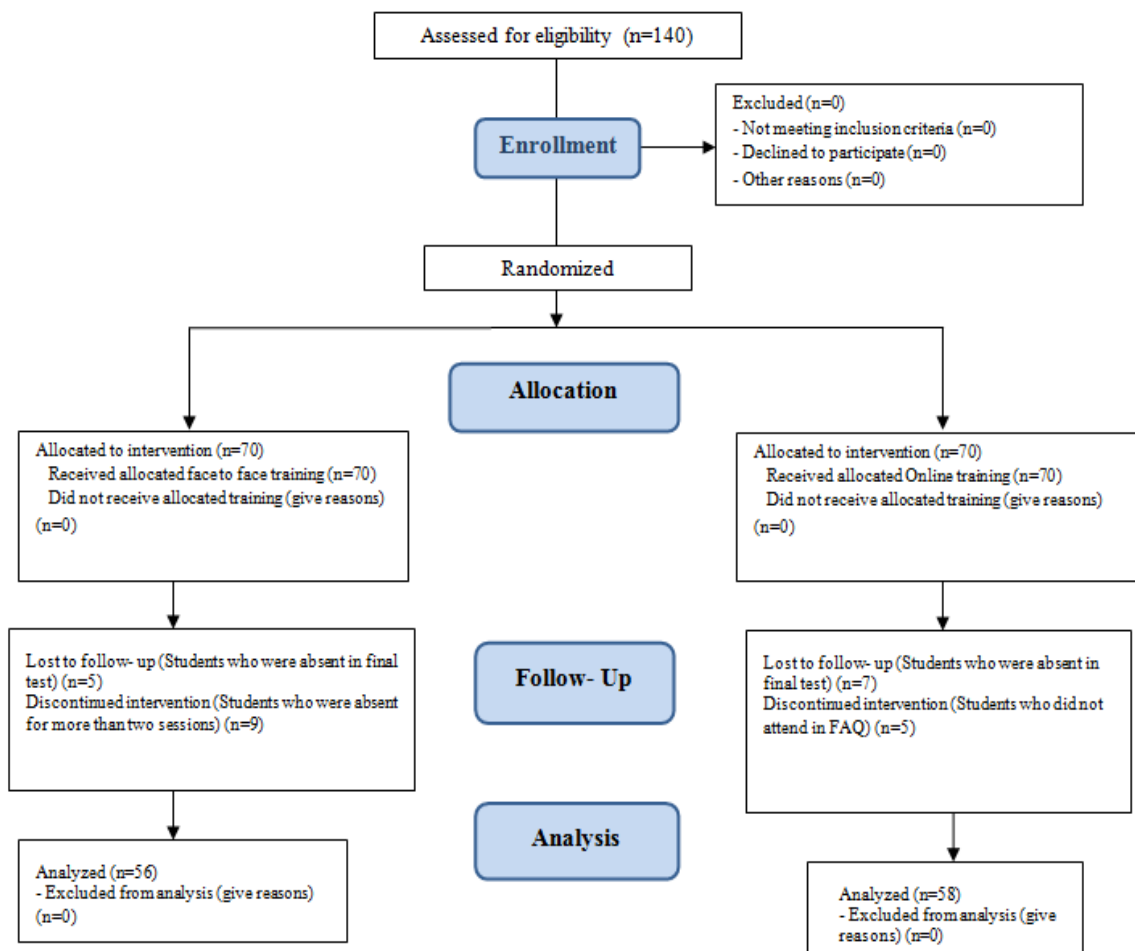 Assessed for eligibility (n=140)
Excluded (n=0)
- Not meeting inclusion criteria (n=0)
- Declined to participate (n=0)
- Other reasons (n=0)
Enrollment
Randomized
Allocation
Allocated to intervention (n=70)
Received allocated face to face training (n=70)
Did not receive allocated training (give reasons)
(n=0)
Allocated to intervention (n=70)
Received allocated Online training (n=70)
Did not receive allocated training (give reasons)
(n=0)
Follow- Up
Lost to follow- up (Students who were absent in final
test) (n=5)
Discontinued intervention (Students who were absent
for more than two sessions) (n=9)
Lost to follow-up (Students who were absent in
final test) (n=7)
Discontinued intervention (Students who did not
attend in FAQ) (n=5)
Analysis
Analyzed (n=56)
- Excluded from analysis (give reasons)
(n=0)
Analyzed (n=58)
- Excluded from analysis (give
reasons) (n=0)